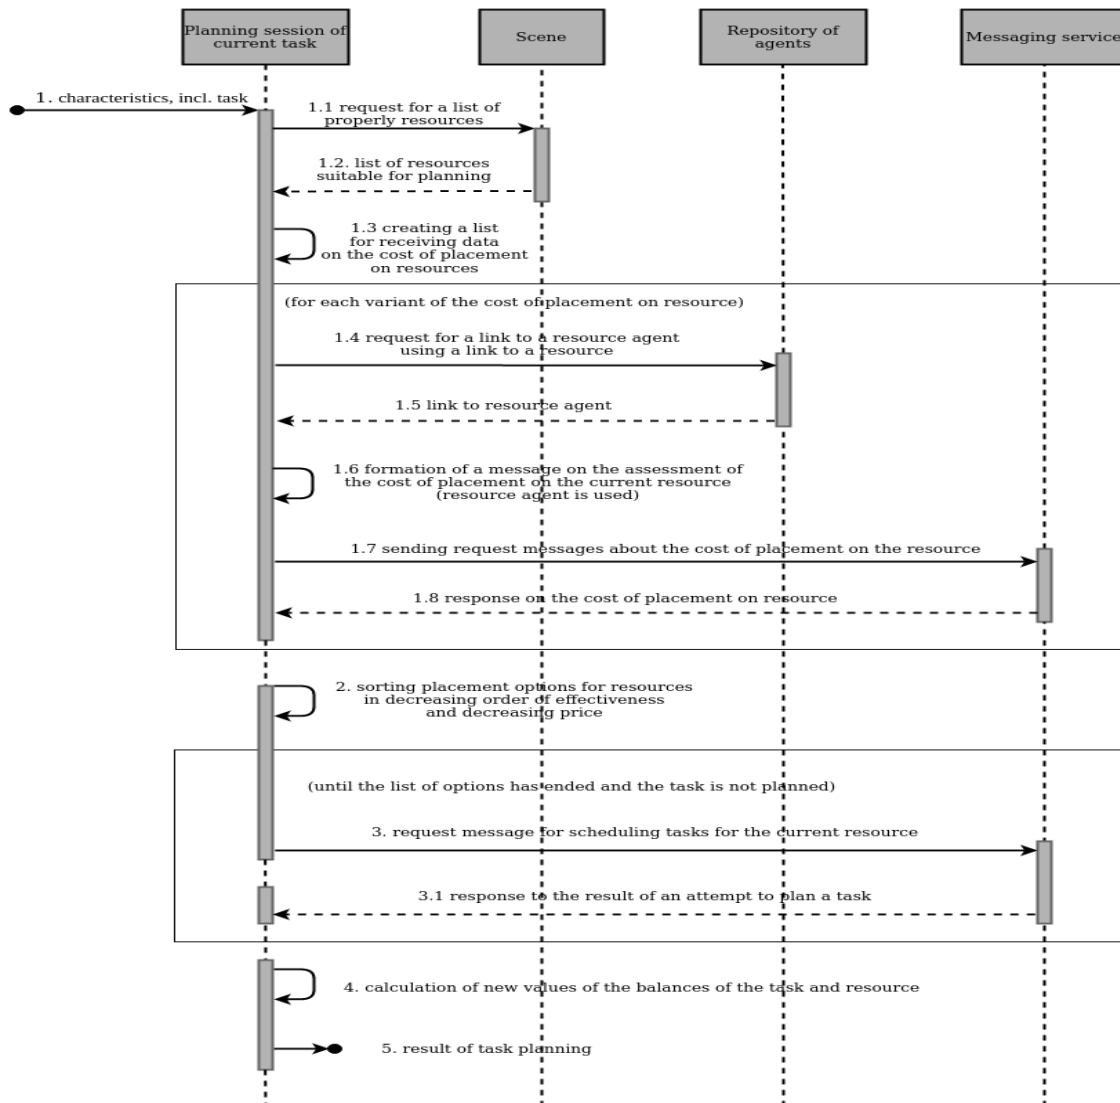 Planning session of
current task
Scene
Repository of
agents
Messaging service
1. characteristics, incl. task
1.1 request for a list of
properly resources
1.2. list of resources
suitable for planning
1.3 creating a list
for receiving data
on the cost of placement
on resources
(for each variant of the cost of placement on resource)
1.4 request for a link to a resource agent
using a link to a resource
1.5 link to resource agent
1.6 formation of a message on the assessment of
the cost of placement on the current resource
(resource agent is used)
1.7 sending request messages about the cost of placement on the resource
1.8 response on the cost of placement on resource
2. sorting placement options for resources
in decreasing order of effectiveness
and decreasing price
(until the list of options has ended and the task is not planned)
3. request message for scheduling tasks for the current resource
3.1 response to the result of an attempt to plan a task
4. calculation of new values of the balances of the task and resource
5. result of task planning